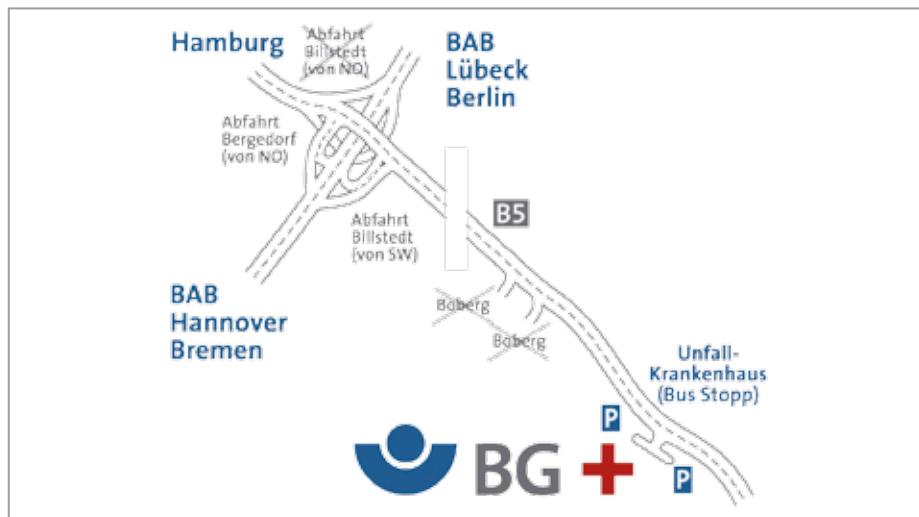 Hamburg
Abfahrt
Billstedt
(von NO)
BAB
Lübeck
Berlin
Abfahrt
Bergedorf
(von NO)
B5
Abfahrt
Billstedt
(von SW)
BAB
Hannover
Bremen
Boberg
Boberg
Unfall-
Krankenhaus
(Bus Stopp)
P
P
BG